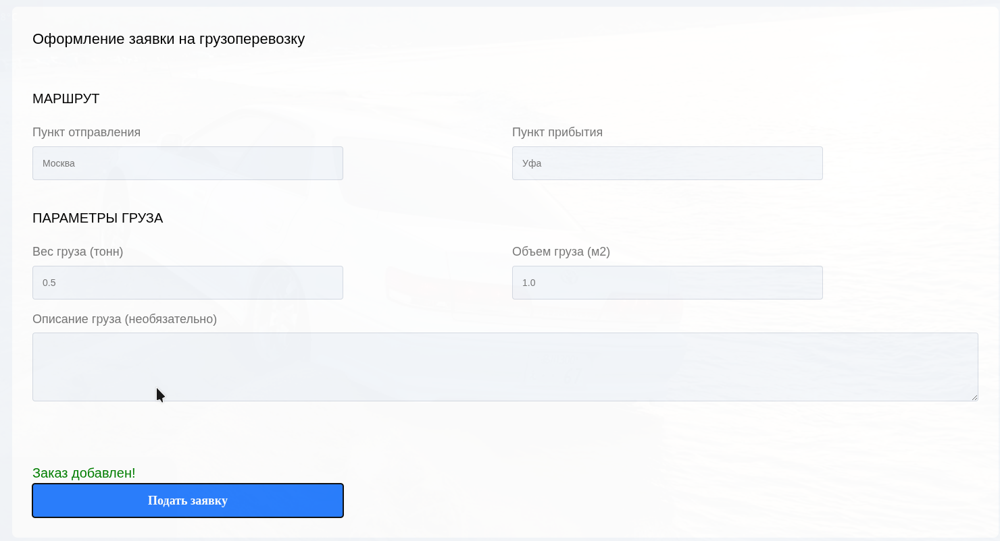 Оформление заявки на грузоперевозку
МАРШРУТ
Пункт отправления
Пункт прибытия
Москва
Уфа
ПАРАМЕТРЫ ГРУЗА
Вес груза (тонн)
Объем груза (м2)
0.5
1.0
Описание груза (необязательно)
Заказ добавлен!
Подать заявку